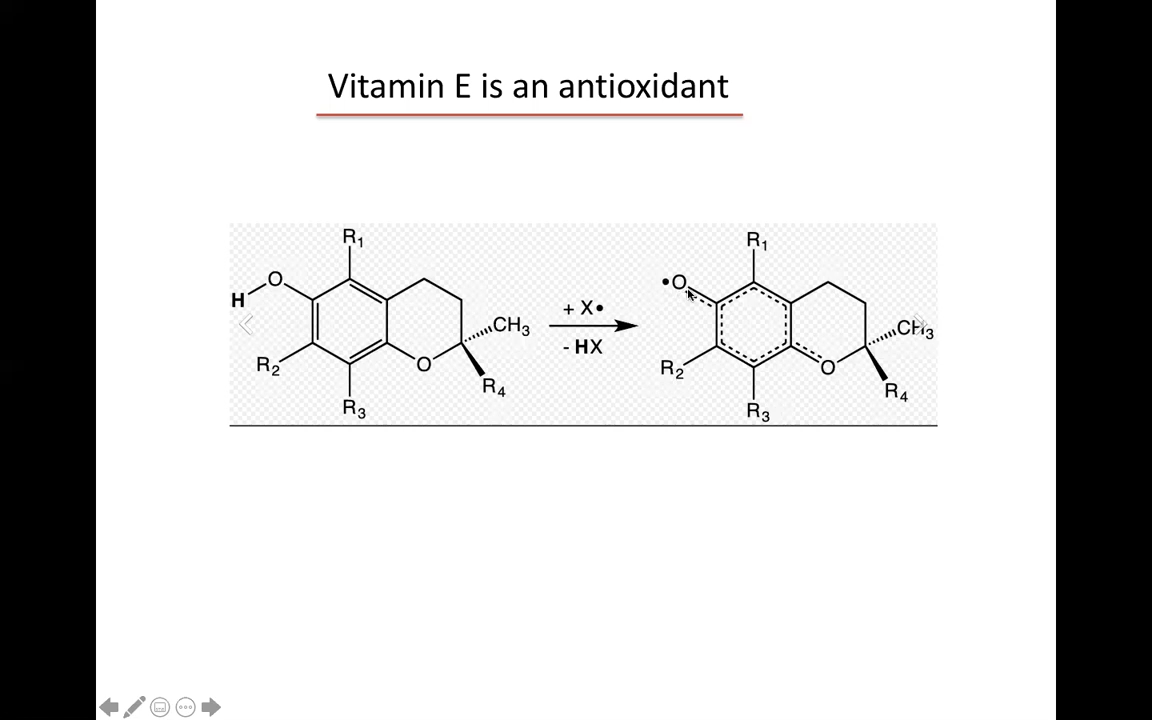 Vitamin E is an antioxidant
R₁
H
O
R₂
R₃
O
CH₃
R₄
+ X•
- HX
R₁
•O
R₂
R₃
O
CH₃
R₄